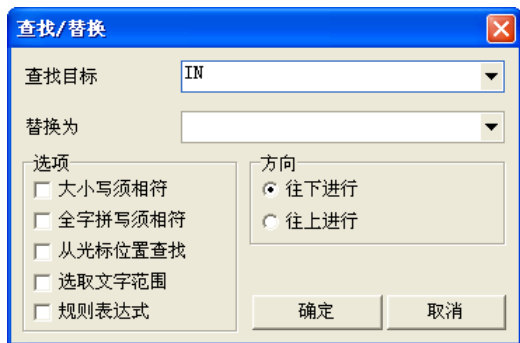 查找/替换
查找目标
IN
替换为
选项
大小写须相符
全字拼写须相符
从光标位置查找
选取文字范围
规则表达式
方向
往下进行
往上进行
确定
取消